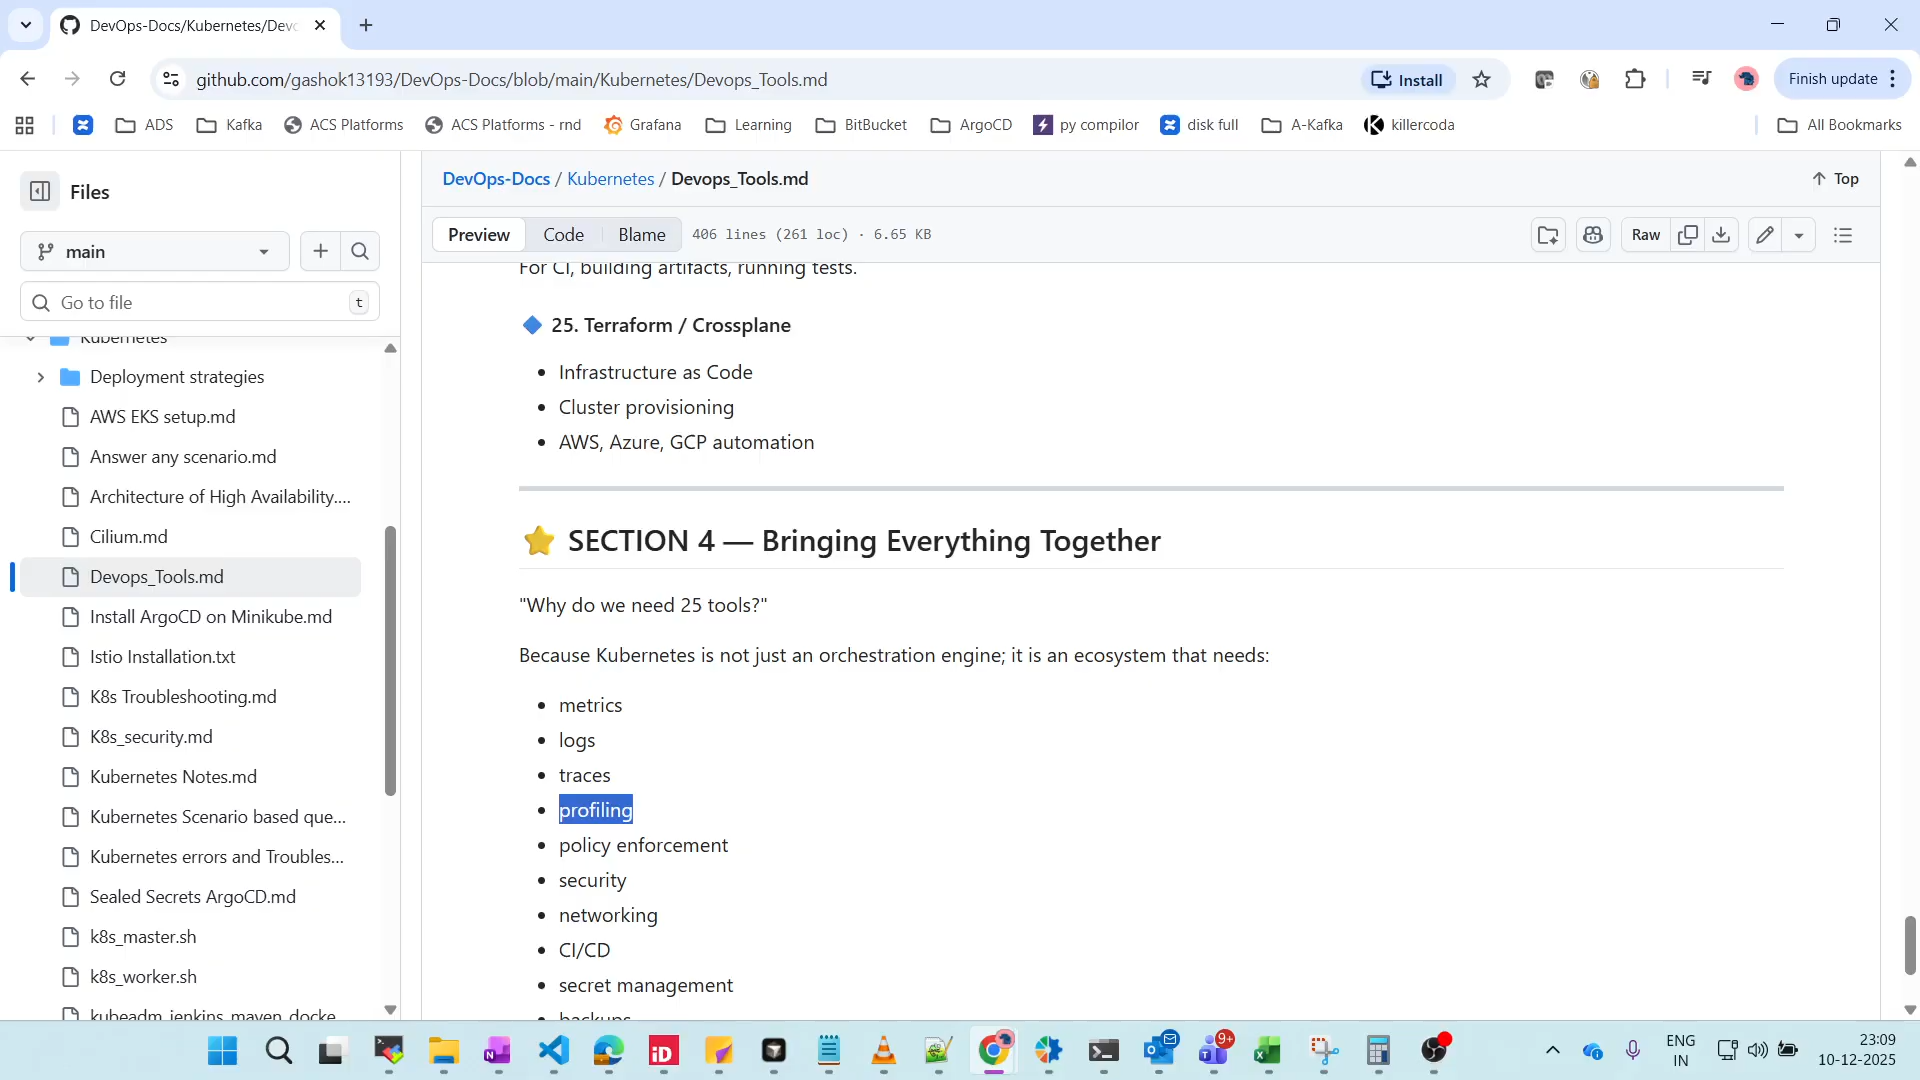 DevOps-Docs/Kubernetes/Devo
github.com/gashok13193/DevOps-Docs/blob/main/Kubernetes/Devops_Tools.md
Install
Finish update
ADS
Kafka
ACS Platforms
ACS Platforms - rnd
Grafana
Learning
BitBucket
ArgoCD
py compilor
disk full
A-Kafka
killercoda
All Bookmarks
Files
main
Go to file
t
Kubernetes
Deployment strategies
AWS EKS setup.md
Answer any scenario.md
Architecture of High Availability....
Cilium.md
Devops_Tools.md
Install ArgoCD on Minikube.md
Istio Installation.txt
K8s Troubleshooting.md
K8s_security.md
Kubernetes Notes.md
Kubernetes Scenario based que...
Kubernetes errors and Troubles...
Sealed Secrets ArgoCD.md
k8s_master.sh
k8s_worker.sh
kubeadm_jenkins_maven_docke...
DevOps-Docs / Kubernetes / Devops_Tools.md
Top
Preview
Code
Blame
406 lines (261 loc) · 6.65 KB
Raw
For CI, building artifacts, running tests.
25. Terraform / Crossplane
• Infrastructure as Code
• Cluster provisioning
• AWS, Azure, GCP automation
SECTION 4 — Bringing Everything Together
"Why do we need 25 tools?"
Because Kubernetes is not just an orchestration engine; it is an ecosystem that needs:
• metrics
• logs
• traces
• profiling
• policy enforcement
• security
• networking
• CI/CD
• secret management
• backups
9+
ENG
IN
23:09
10-12-2025